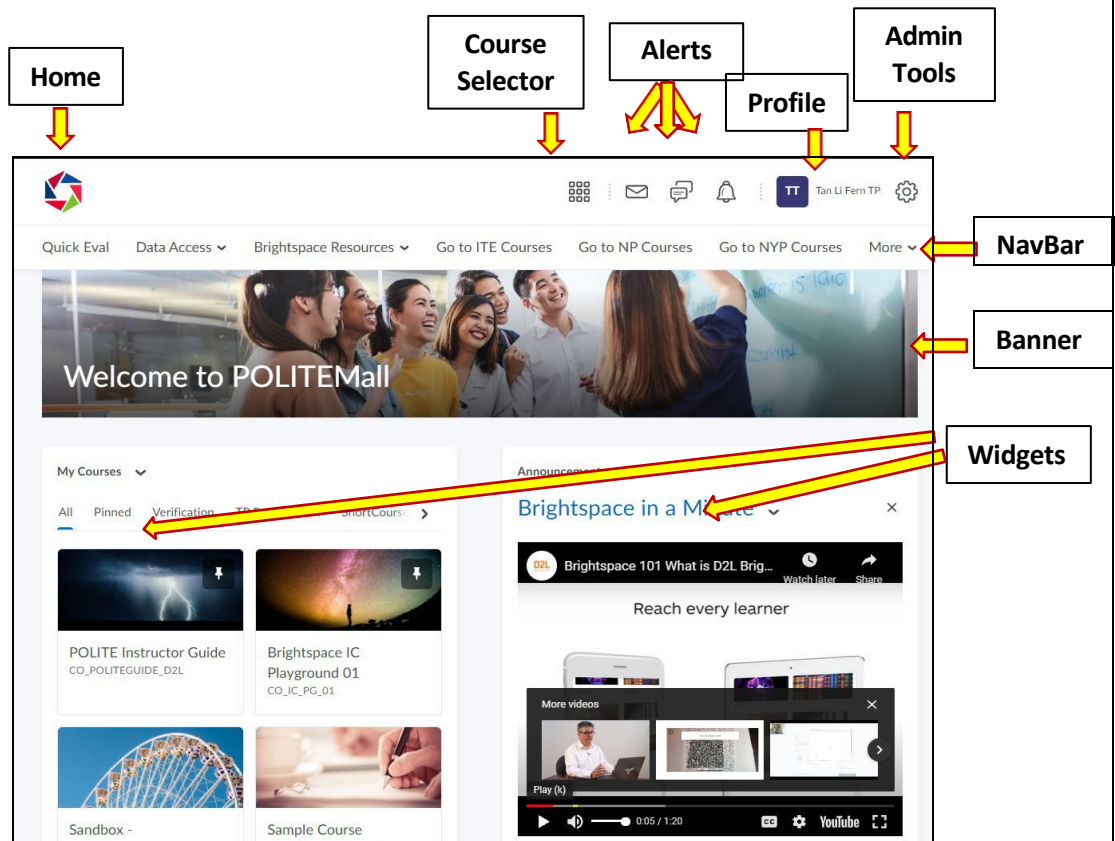 Home
Course
Selector
Alerts
Profile
Admin
Tools
TT Tan Li Fern TP
Quick Eval Data Access Brightspace Resources Go to ITE Courses Go to NP Courses Go to NYP Courses More
NavBar
Welcome to POLITEMall
Banner
Widgets
My Courses
All Pinned Verification
Brightspace in a Minute
D2L Brightspace 101 What is D2L Brig...
Watch later Share
Reach every learner
POLITE Instructor Guide
CO_POLITEGUIDE_D2L
Brightspace IC
Playground 01
CO_IC_PG_01
More videos
Play (k)
0:05 / 1:20 CC YouTube
Sandbox -
Sample Course